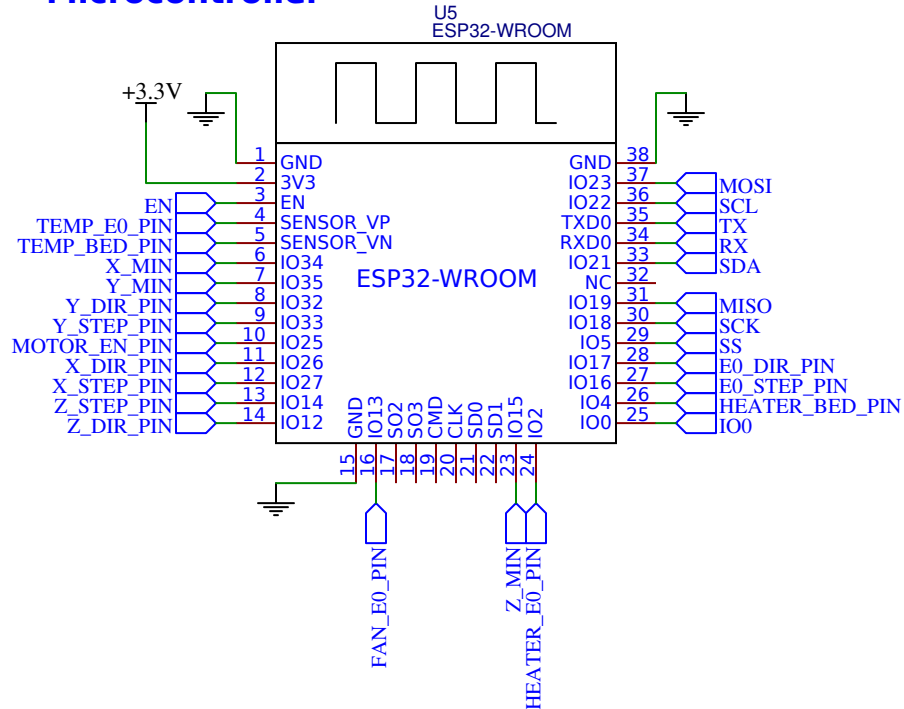 Microcontroller
U5
ESP32-WROOM
+3.3V
1 GND
2 3V3
EN 3 EN
TEMP_E0_PIN 4 SENSOR_VP
TEMP_BED_PIN 5 SENSOR_VN
X_MIN 6 IO34
Y_MIN 7 IO35
Y_DIR_PIN 8 IO32
Y_STEP_PIN 9 IO33
MOTOR_EN_PIN 10 IO25
X_DIR_PIN 11 IO26
X_STEP_PIN 12 IO27
Z_STEP_PIN 13 IO14
Z_DIR_PIN 14 IO12
ESP32-WROOM
GND 38
IO23 37 MOSI
IO22 36 SCL
TXD0 35 TX
RXD0 34 RX
IO21 33 SDA
NC 32
IO19 31 MISO
IO18 30 SCK
IO5 29 SS
IO17 28 E0_DIR_PIN
IO16 27 E0_STEP_PIN
IO4 26 HEATER_BED_PIN
IO0 25 IO0
GND 15
IO13 16 FAN_E0_PIN
SO2 17
SO3 18
CMD 19
CLK 20
SD0 21
SD1 22
IO15 23 Z_MIN
IO2 24 HEATER_E0_PIN